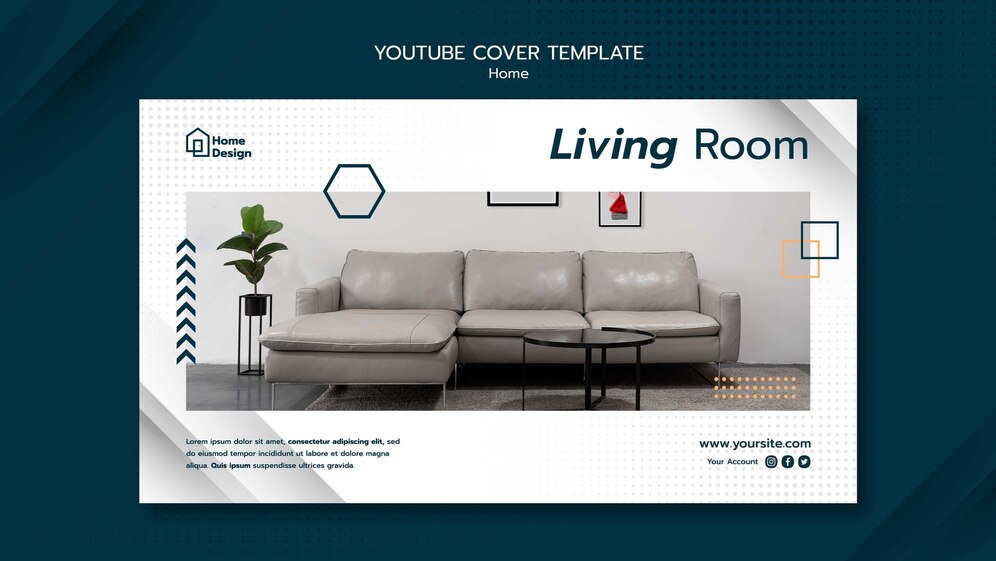 YOUTUBE COVER TEMPLATE
Home
Home
Design
Living Room
Lorem ipsum dolor sit amet, consectetur adipiscing elit, sed
do eiusmod tempor incididunt ut labore et dolore magna
aliqua. Quis ipsum suspendisse ultrices gravida.
www.yoursite.com
Your Account